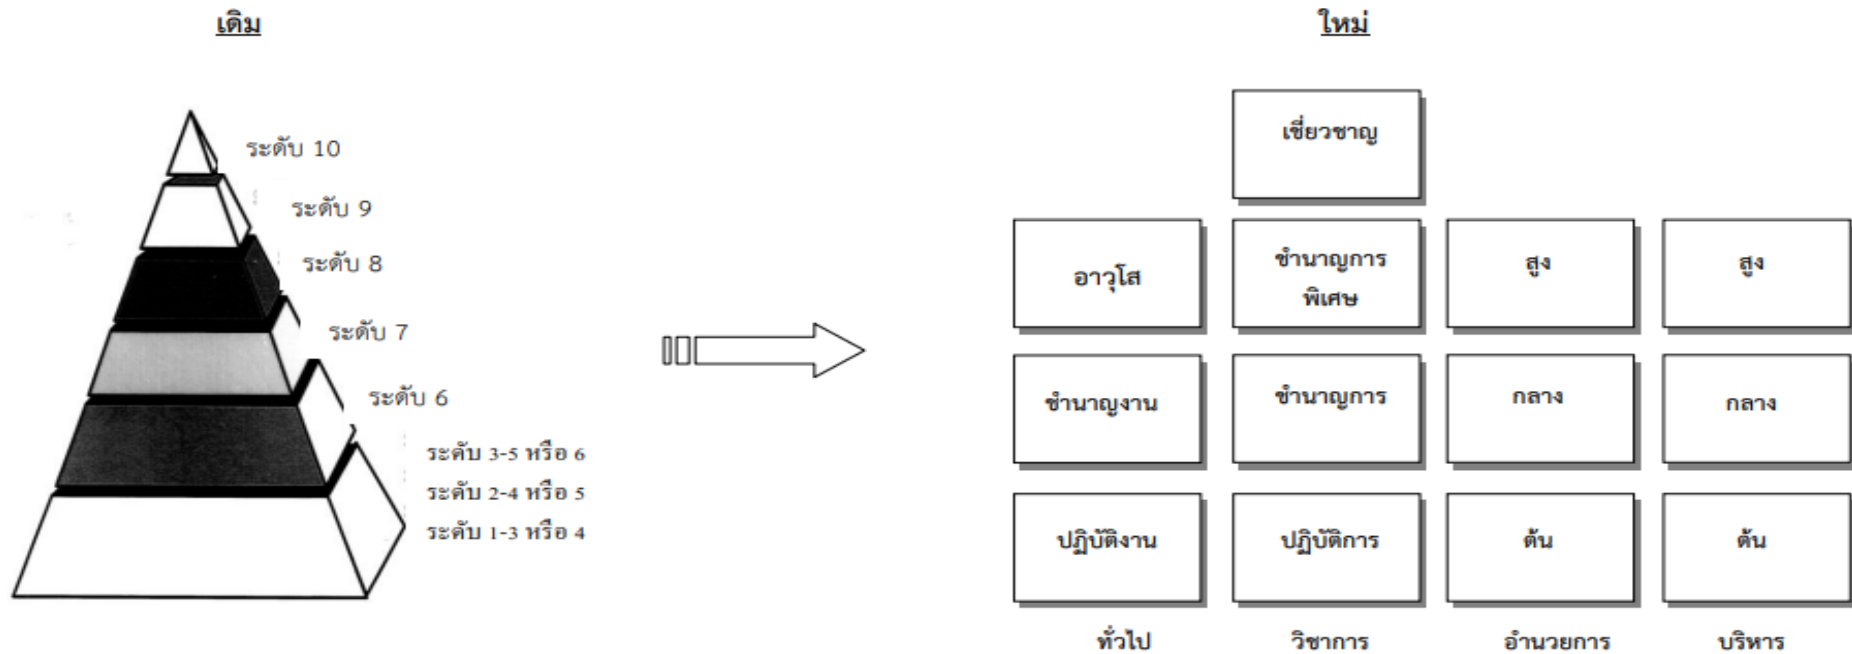 เดิม
ระดับ 10
ระดับ 9
ระดับ 8
ระดับ 7
ระดับ 6
ระดับ 3-5 หรือ 6
ระดับ 2-4 หรือ 5
ระดับ 1-3 หรือ 4
ใหม่
เชี่ยวชาญ
อาวุโส
ชำนาญการ
พิเศษ
สูง
สูง
ชำนาญงาน
ชำนาญการ
กลาง
กลาง
ปฏิบัติงาน
ปฏิบัติการ
ต้น
ต้น
ทั่วไป
วิชาการ
อำนวยการ
บริหาร